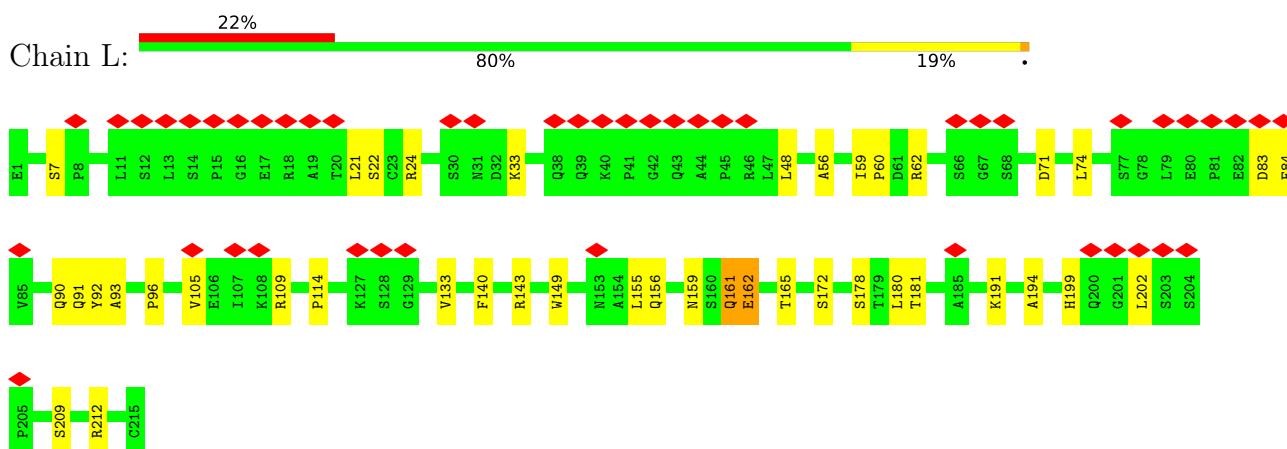 22%
Chain L:
80% 19% •
E1 S7 P8 L11 S12 L13 S14 P15 G16 E17 R18 A19 T20 L21 S22 C23 R24 S30 N31 D32 K33 Q38 Q39 K40 P41 G42 Q43 A44 P45 R46 L47 L48 A56 I59 P60 D61 R62 S66 G67 S68 D71 L74 S77 G78 L79 E80 P81 E82 D83 F84
V85 Q90 Q91 Y92 A93 P96 V105 E106 I107 K108 R109 P114 K127 S128 G129 V133 F140 R143 W149 N153 A154 L155 Q156 N159 S160 Q161 E162 T165 S172 S178 T179 L180 T181 A185 K191 A194 H199 Q200 G201 L202 S203 S204
P205 S209 R212 C215